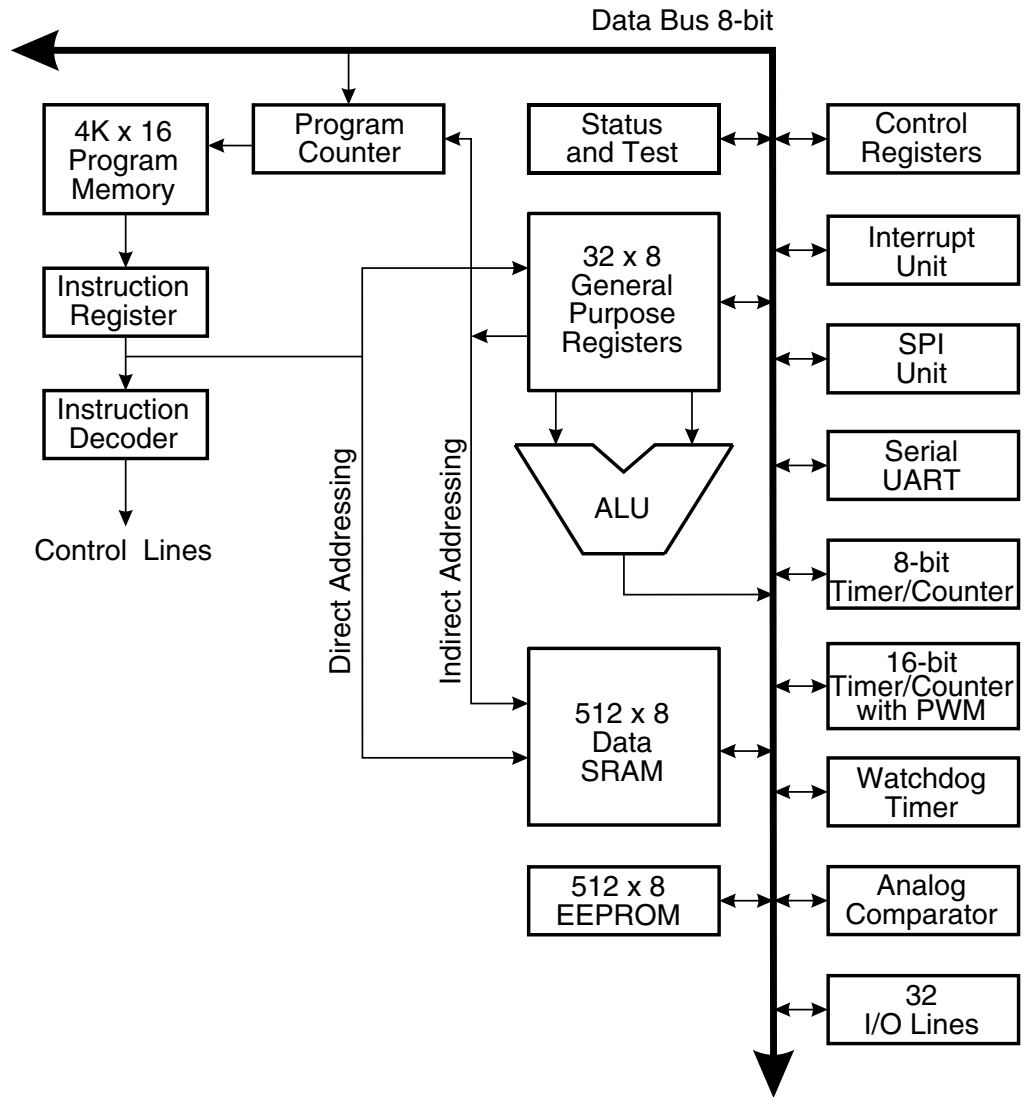 Data Bus 8-bit
4K x 16
Program
Memory
Program
Counter
Status
and Test
Control
Registers
Instruction
Register
32 x 8
General
Purpose
Registers
Interrupt
Unit
SPI
Unit
Instruction
Decoder
Control Lines
Direct Addressing
Indirect Addressing
ALU
Serial
UART
8-bit
Timer/Counter
512 x 8
Data
SRAM
16-bit
Timer/Counter
with PWM
Watchdog
Timer
512 x 8
EEPROM
Analog
Comparator
32
I/O Lines